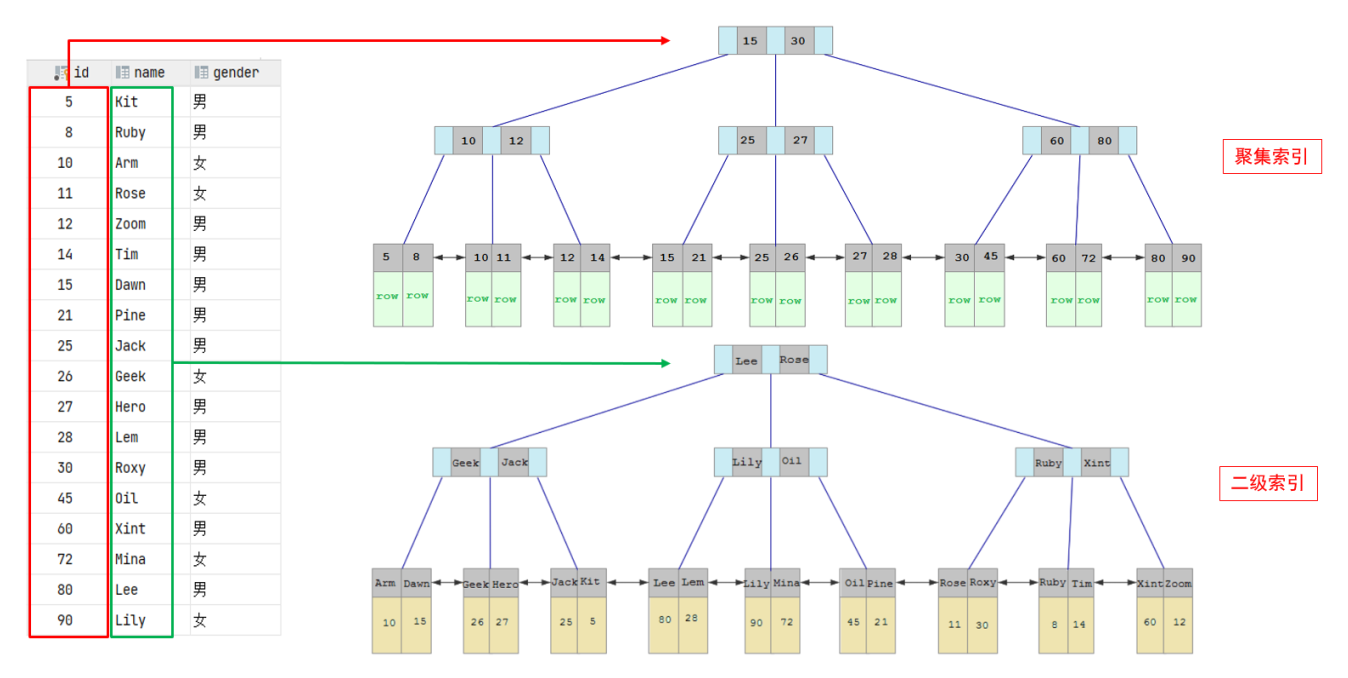 id name gender
5 Kit 男
8 Ruby 男
10 Arm 女
11 Rose 女
12 Zoom 男
14 Tim 男
15 Dawn 男
21 Pine 男
25 Jack 男
26 Geek 女
27 Hero 男
28 Lem 男
30 Roxy 男
45 Oil 女
60 Xint 男
72 Mina 女
80 Lee 男
90 Lily 女
15 30
10 12 25 27 60 80
聚集索引
5 8 10 11 12 14 15 21 25 26 27 28 30 45 60 72 80 90
row row row row row row row row row row row row row row row row row row
Lee Rose
Geek Jack Lily Oil Ruby Xint
二级索引
Arm Dawn Geek Hero Jack Kit Lee Lem Lily Mina Oil Pine Rose Roxy Ruby Tim Xint Zoom
10 15 26 27 25 5 80 28 90 72 45 21 11 30 8 14 60 12